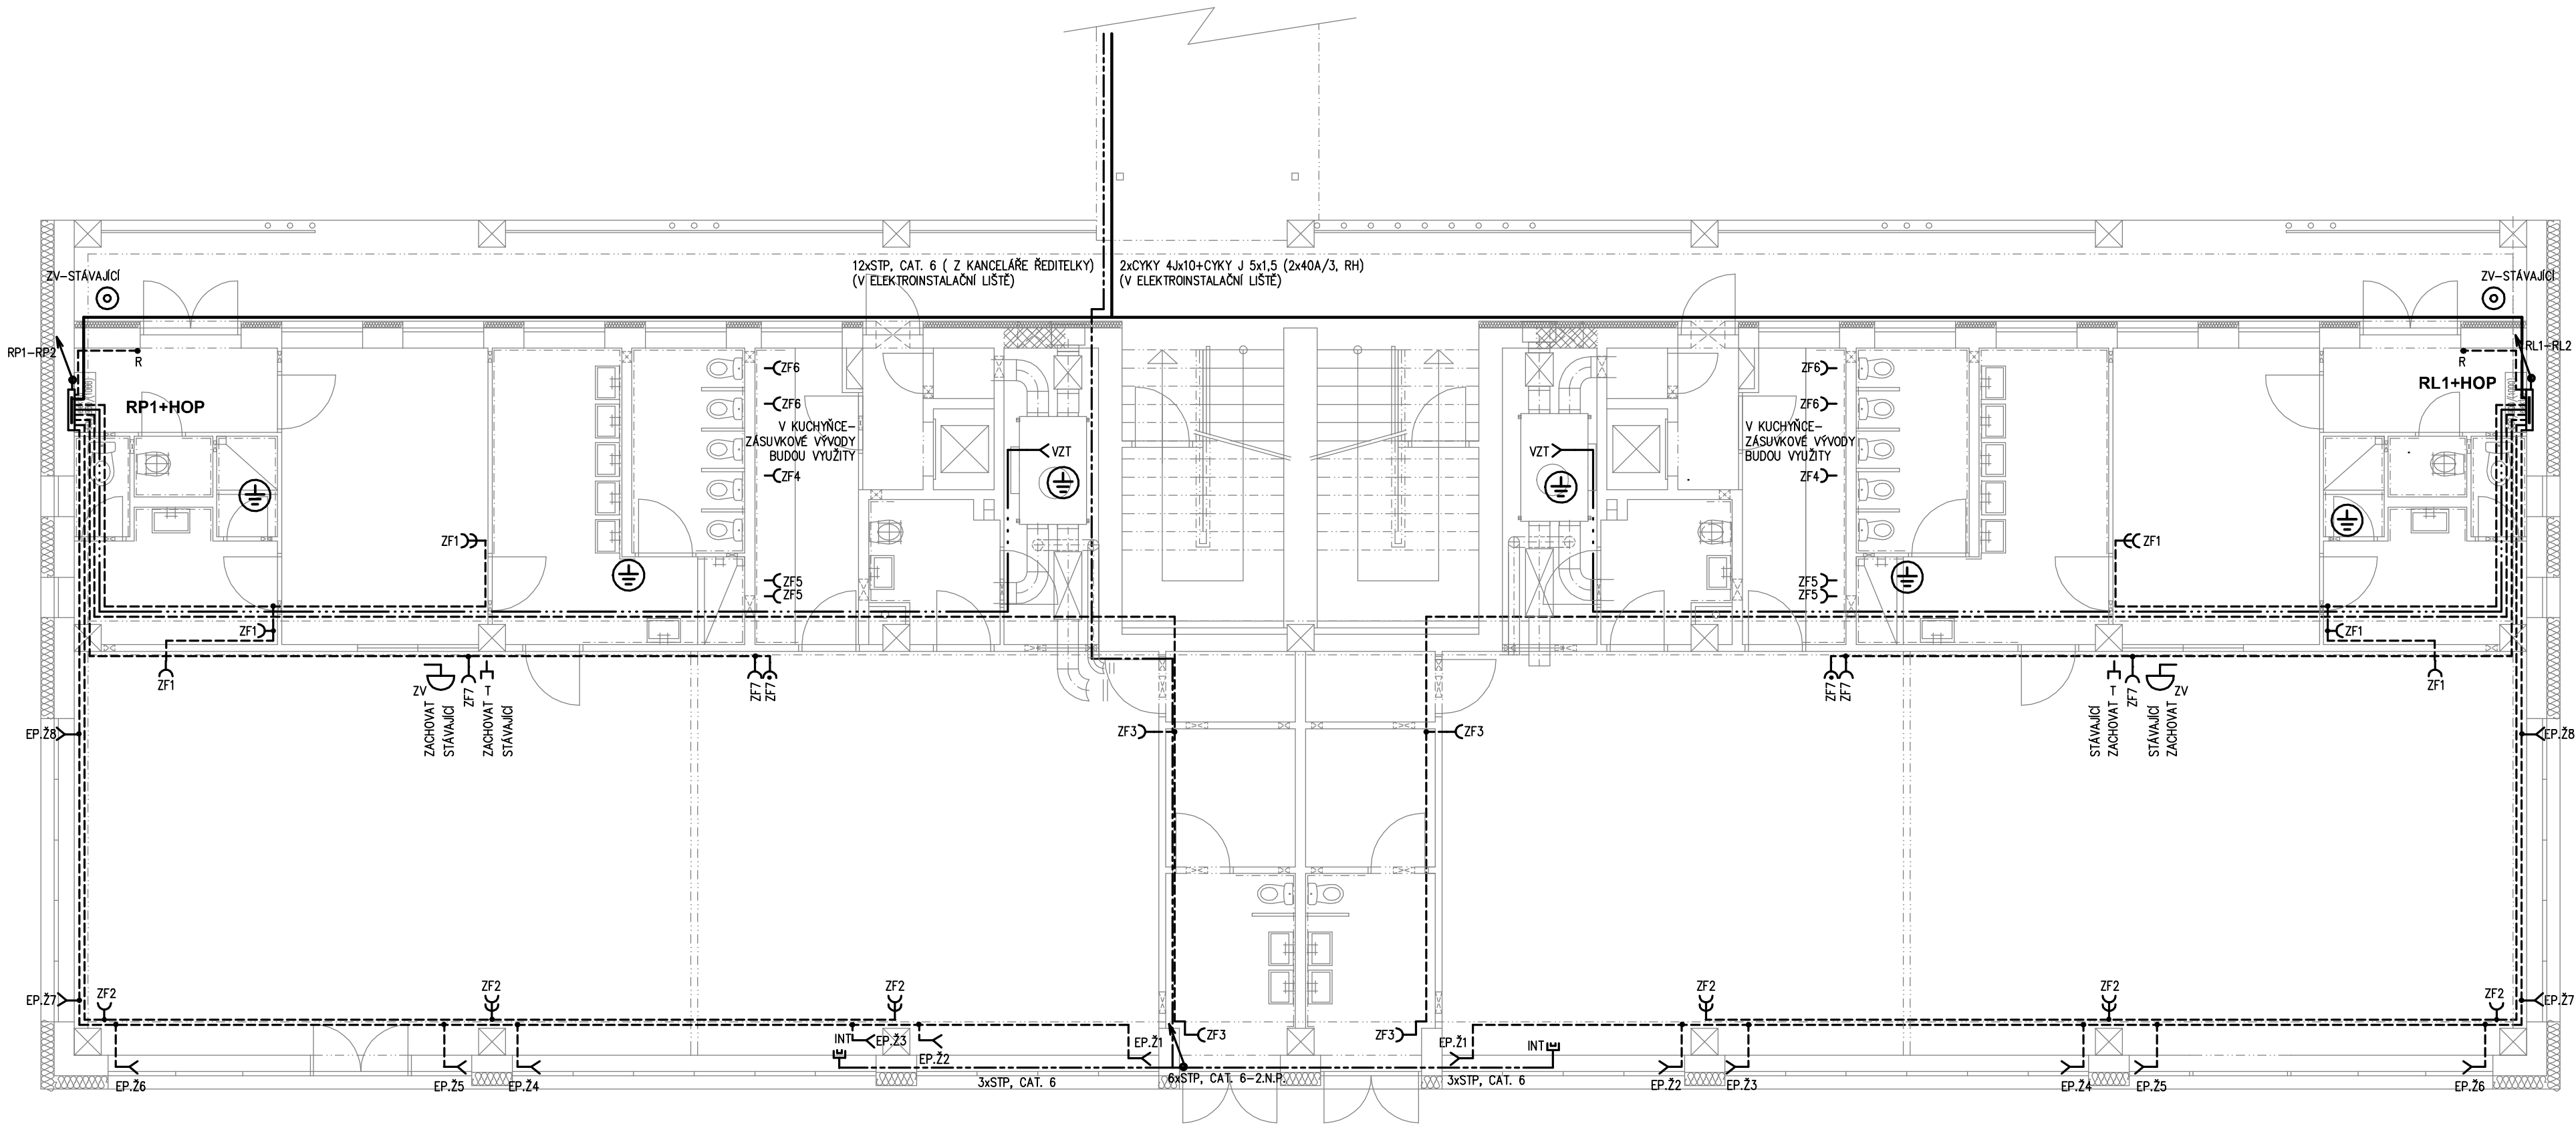 12xSTP, CAT. 6 ( Z KANCELÁŘE ŘEDITELKY)
(V ELEKTROINSTALAČNÍ LIŠTĚ)
2xCYKY 4Jx10+CYKY J 5x1,5 (2x40A/3, RH)
(V ELEKTROINSTALAČNÍ LIŠTĚ)
ZV-STÁVAJÍCÍ
ZV-STÁVAJÍCÍ
RP1-RP2
R
RP1+HOP
ZF6
ZF6
V KUCHYŇCE-
ZÁSUVKOVÉ VÝVODY
BUDOU VYUŽITY
ZF4
VZT
ZF1
ZF5
ZF5
ZF1
ZF1
VZT
ZF6
ZF6
V KUCHYŇCE-
ZÁSUVKOVÉ VÝVODY
BUDOU VYUŽITY
ZF4
ZF5
ZF5
R
RL1-RL2
RL1+HOP
ZF1
ZF1
ZF1
ZV
ZACHOVAT
STÁVAJÍCÍ
ZF7
T
ZACHOVAT
STÁVAJÍCÍ
ZF7
ZF7
ZF7
ZF7
T
STÁVAJÍCÍ
ZACHOVAT
ZF7
ZV
STÁVAJÍCÍ
ZACHOVAT
EP.Ž8
ZF3
ZF3
EP.Ž8
EP.Ž7
ZF2
ZF2
ZF2
ZF2
ZF2
ZF2
EP.Ž7
EP.Ž6
EP.Ž5
EP.Ž4
INT
EP.Ž3
EP.Ž2
EP.Ž1
ZF3
ZF3
EP.Ž1
INT
3xSTP, CAT. 6
6xSTP, CAT. 6-2.N.P.
3xSTP, CAT. 6
EP.Ž2
EP.Ž3
EP.Ž4
EP.Ž5
EP.Ž6